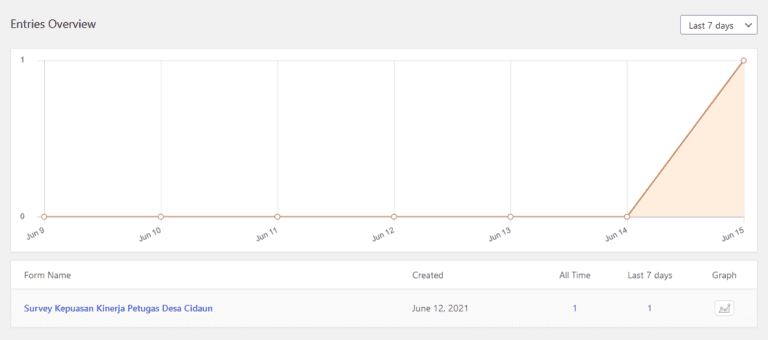 Entries Overview
Last 7 days
1
0
Jun 9
Jun 10
Jun 11
Jun 12
Jun 13
Jun 14
Jun 15
Form Name Created All Time Last 7 days Graph
Survey Kepuasan Kinerja Petugas Desa Cidaun June 12, 2021 1 1